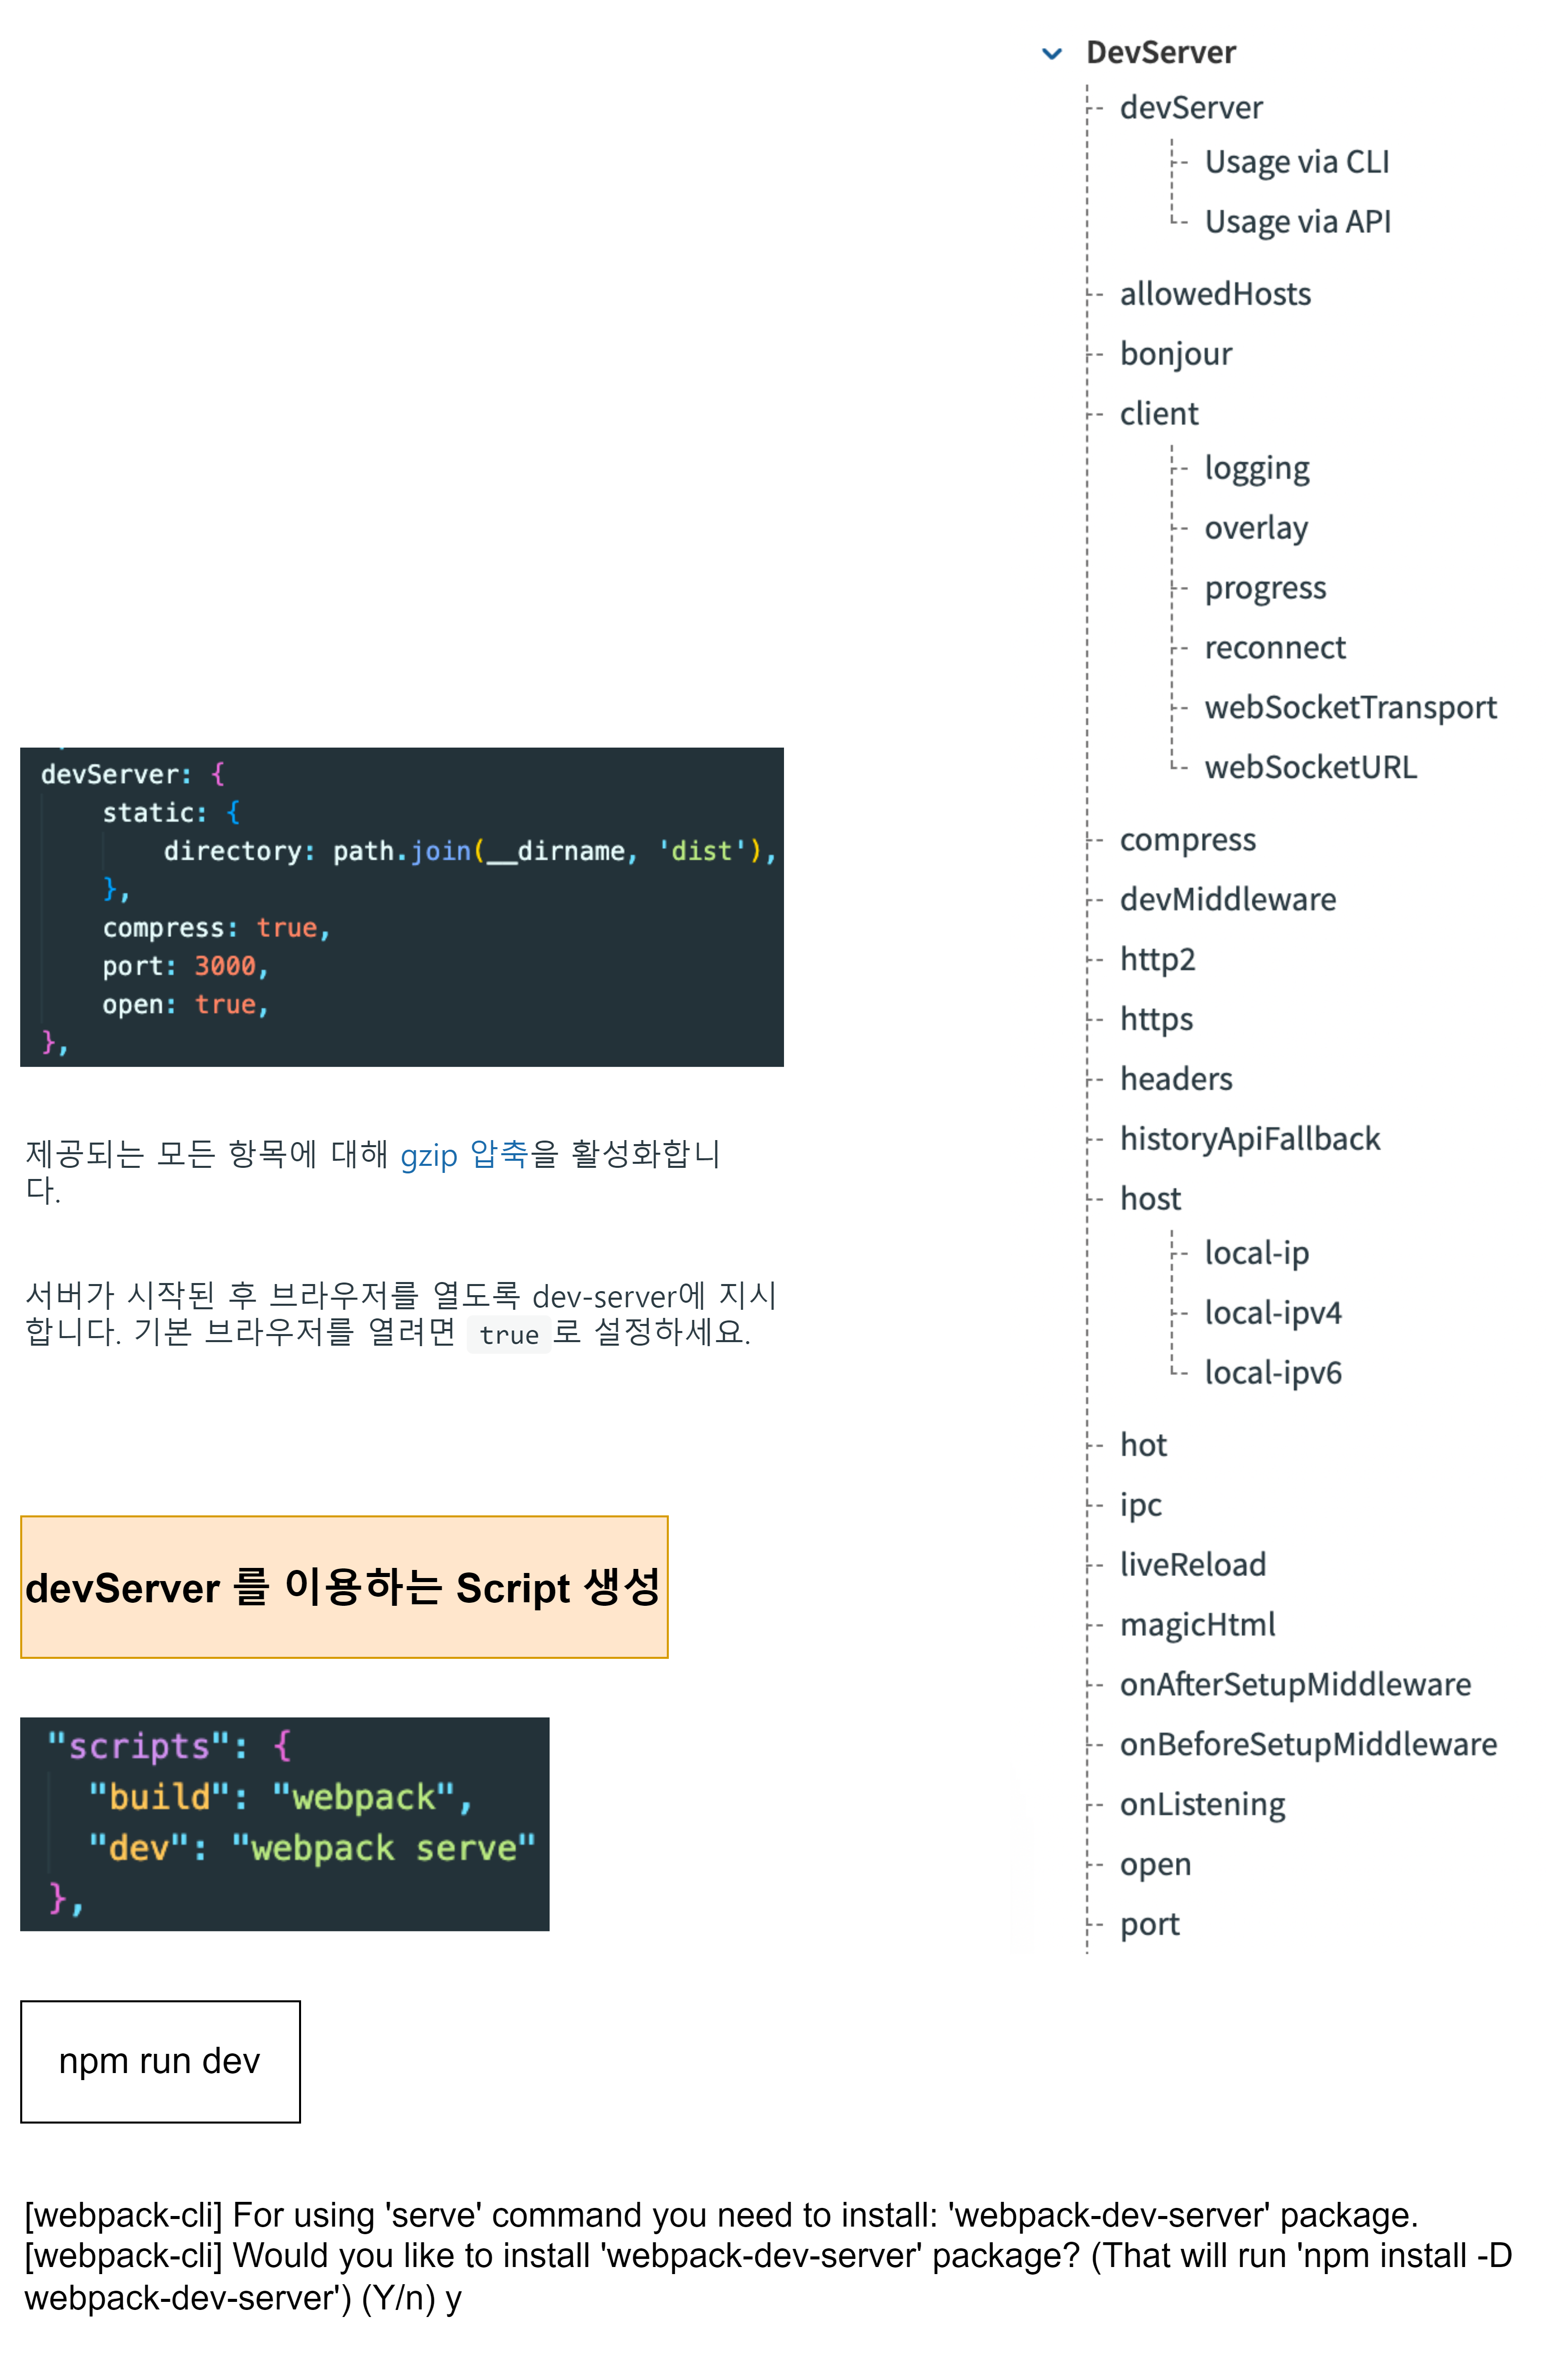 DevServer
devServer
Usage via CLI
Usage via API
allowedHosts
bonjour
client
logging
overlay
progress
reconnect
webSocketTransport
webSocketURL
compress
devMiddleware
http2
https
headers
historyApiFallback
host
local-ip
local-ipv4
local-ipv6
hot
ipc
liveReload
magicHtml
onAfterSetupMiddleware
onBeforeSetupMiddleware
onListening
open
port
devServer: {
static: {
directory: path.join(__dirname, 'dist'),
},
compress: true,
port: 3000,
open: true,
},
제공되는 모든 항목에 대해 gzip 압축을 활성화합니
다.
서버가 시작된 후 브라우저를 열도록 dev-server에 지시
합니다. 기본 브라우저를 열려면 true 로 설정하세요.
devServer 를 이용하는 Script 생성
"scripts": {
"build": "webpack",
"dev": "webpack serve"
},
npm run dev
[webpack-cli] For using 'serve' command you need to install: 'webpack-dev-server' package.
[webpack-cli] Would you like to install 'webpack-dev-server' package? (That will run 'npm install -D
webpack-dev-server') (Y/n) y